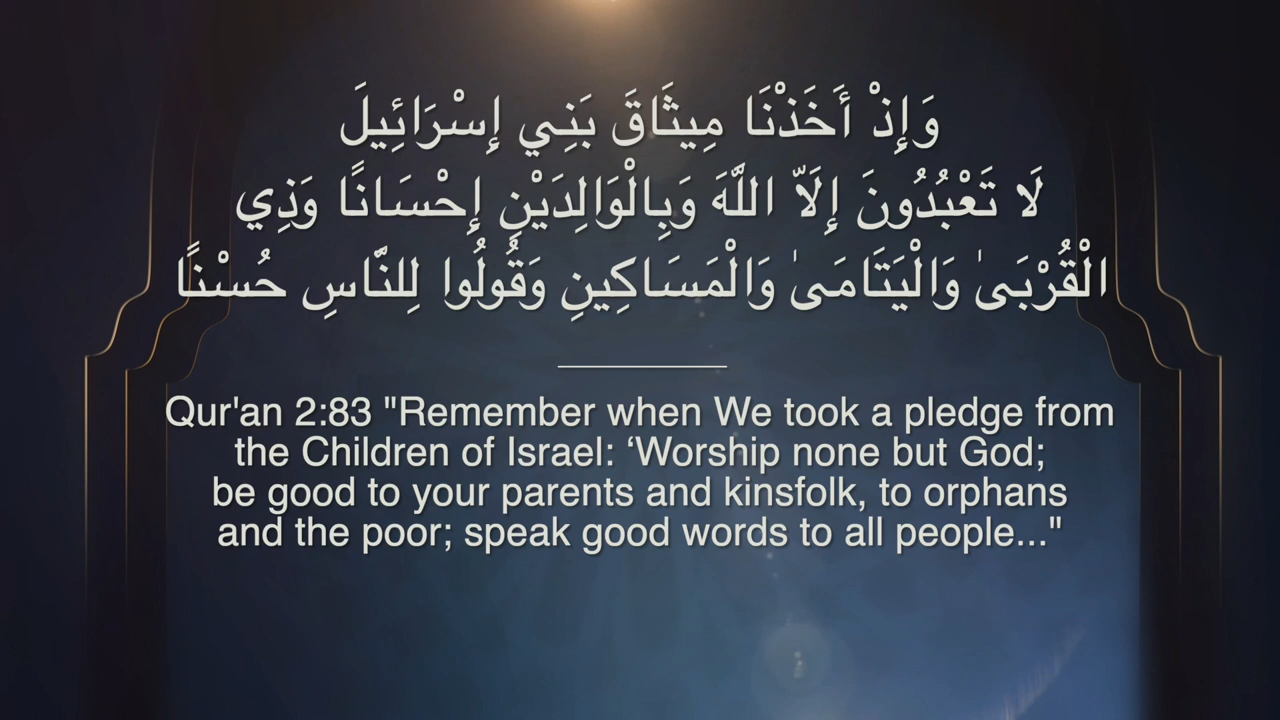 وَإِذْ أَخَذْنَا مِيثَاقَ بَنِي إِسْرَائِيلَ
لَا تَعْبُدُونَ إِلَّا اللَّهَ وَبِالْوَالِدَيْنِ إِحْسَانًا وَذِي
الْقُرْبَىٰ وَالْيَتَامَىٰ وَالْمَسَاكِينِ وَقُولُوا لِلنَّاسِ حُسْنًا
Qur'an 2:83 "Remember when We took a pledge from
the Children of Israel: ‘Worship none but God;
be good to your parents and kinsfolk, to orphans
and the poor; speak good words to all people..."